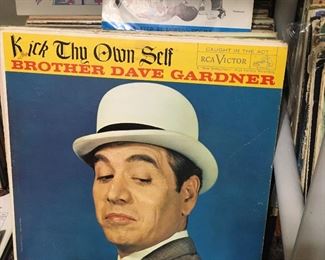 Kick Thy Own Self
BROTHER DAVE GARDNER
CAUGHT IN THE ACT
RCA VICTOR